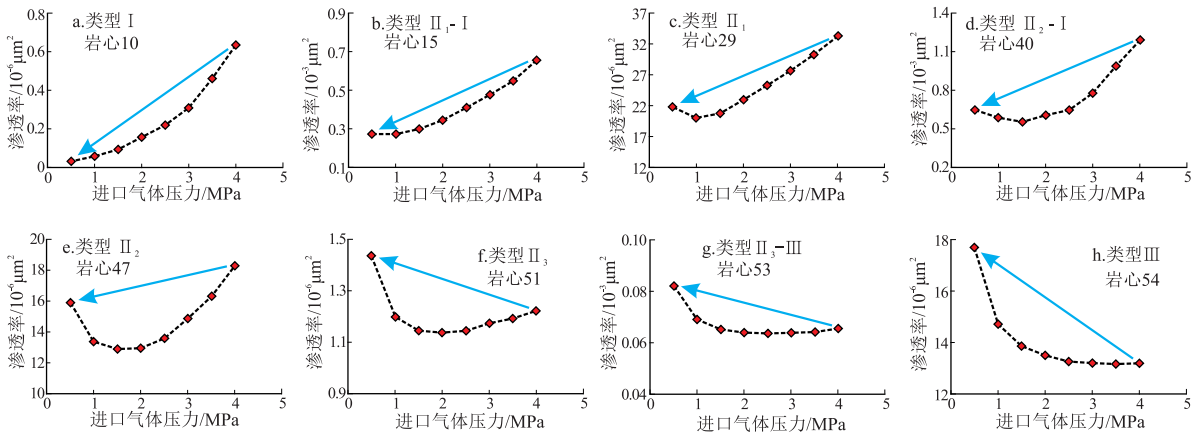 a.类型Ⅰ
岩心10
渗透率/10⁻⁶μm²
0.8
0.6
0.4
0.2
0
0 1 2 3 4 5
进口气体压力/MPa
b.类型 Ⅱ₁-Ⅰ
岩心15
渗透率/10⁻³μm²
0.9
0.7
0.5
0.3
0.1
0 1 2 3 4 5
进口气体压力/MPa
c.类型 Ⅱ₁
岩心29
渗透率/10⁻⁶μm²
37
32
27
22
17
12
0 1 2 3 4 5
进口气体压力/MPa
d.类型 Ⅱ₂-Ⅰ
岩心40
渗透率/10⁻³μm²
0 1 2 3 4 5
进口气体压力/MPa
e.类型 Ⅱ₂
岩心47
渗透率/10⁻⁶μm²
20
18
16
14
12
10
0 1 2 3 4 5
进口气体压力/MPa
f.类型 Ⅱ₃
岩心51
渗透率/10⁻⁶μm²
1.5
1.3
1.1
0.9
0 1 2 3 4 5
进口气体压力/MPa
g.类型 Ⅱ₃-Ⅲ
岩心53
渗透率/10⁻³μm²
0.10
0.08
0.06
0.04
0 1 2 3 4 5
进口气体压力/MPa
h.类型Ⅲ
岩心54
渗透率/10⁻⁶μm²
18
16
14
12
0 1 2 3 4 5
进口气体压力/MPa